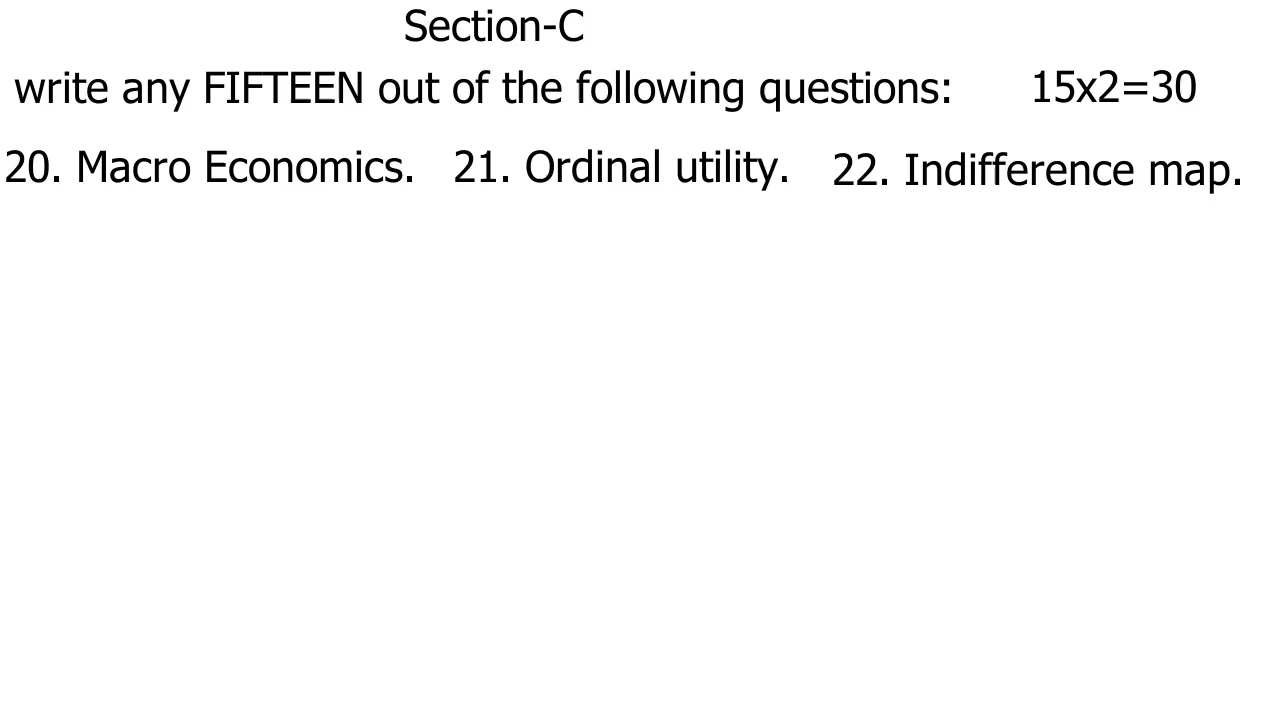 Section-C
write any FIFTEEN out of the following questions: 15x2=30
20. Macro Economics. 21. Ordinal utility. 22. Indifference map.